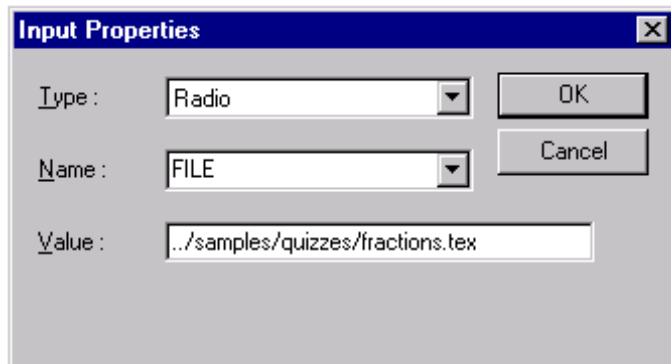 Input Properties
Type : Radio OK
Cancel
Name : FILE
Value : ../samples/quizzes/fractions.tex